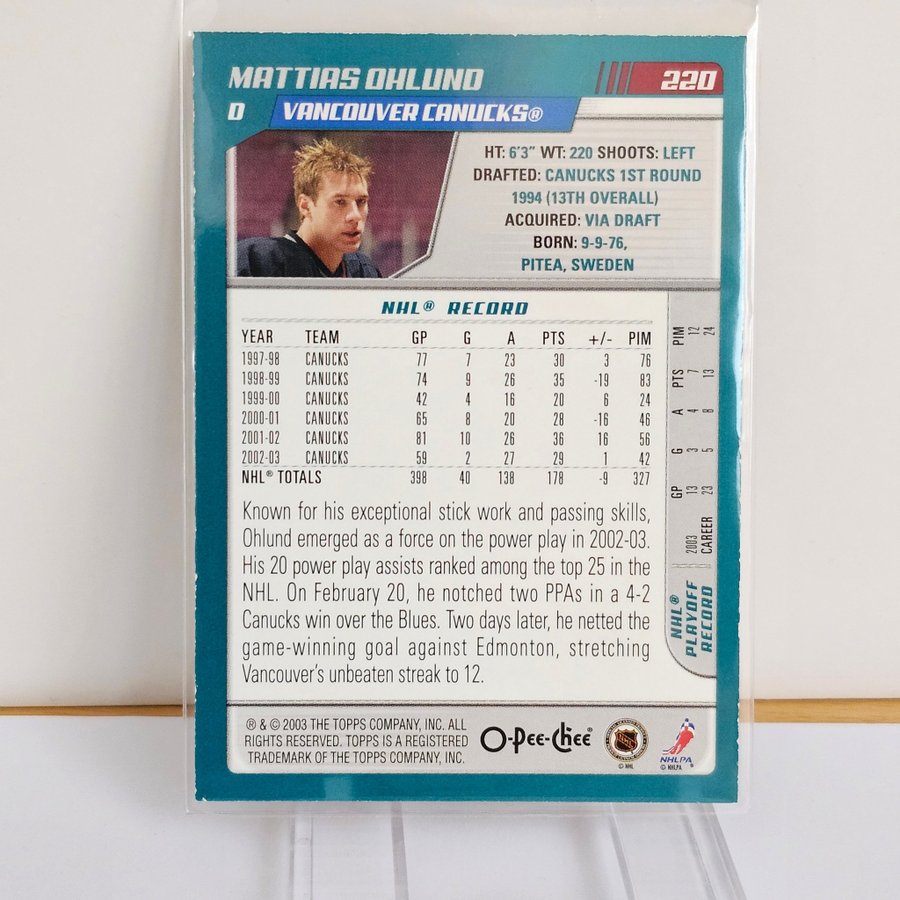 MATTIAS OHLUND
220
D VANCOUVER CANUCKS®
HT: 6'3" WT: 220 SHOOTS: LEFT
DRAFTED: CANUCKS 1ST ROUND
1994 (13TH OVERALL)
ACQUIRED: VIA DRAFT
BORN: 9-9-76,
PITEA, SWEDEN
NHL® RECORD
YEAR TEAM GP G A PTS +/- PIM
1997-98 CANUCKS 77 7 23 30 3 76
1998-99 CANUCKS 74 9 26 35 -19 83
1999-00 CANUCKS 42 4 16 20 6 24
2000-01 CANUCKS 65 8 20 28 -16 46
2001-02 CANUCKS 81 10 26 36 16 56
2002-03 CANUCKS 59 2 27 29 1 42
NHL® TOTALS 398 40 138 178 -9 327
NHL®
PLAYOFF
RECORD
GP G A PTS PIM
2003 13 3 4 7 12
CAREER 23 5 8 13 24
Known for his exceptional stick work and passing skills,
Ohlund emerged as a force on the power play in 2002-03.
His 20 power play assists ranked among the top 25 in the
NHL. On February 20, he notched two PPAs in a 4-2
Canucks win over the Blues. Two days later, he netted the
game-winning goal against Edmonton, stretching
Vancouver's unbeaten streak to 12.
® & © 2003 THE TOPPS COMPANY, INC. ALL
RIGHTS RESERVED. TOPPS IS A REGISTERED
TRADEMARK OF THE TOPPS COMPANY, INC.
O-Pee-Chee®
NHL
© NHL
NHLPA®
© NHLPA